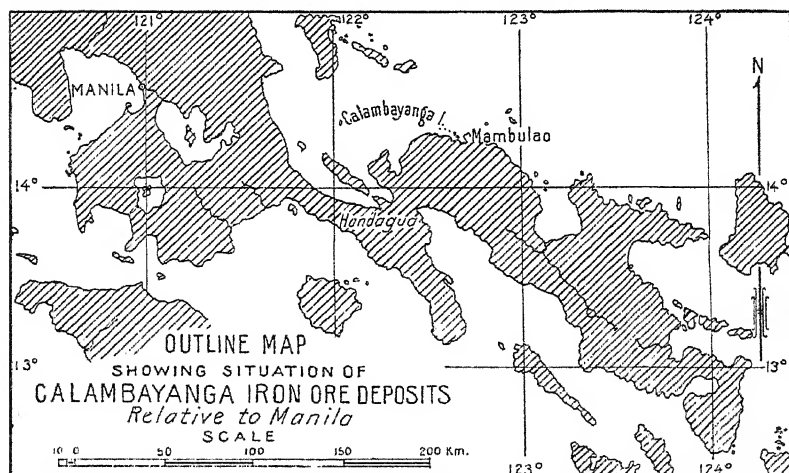 121° 122° 123° 124°
N
MANILA
Calambayanga I.
Mambulao
14° 14°
Hondagua
OUTLINE MAP
SHOWING SITUATION OF
CALAMBAYANGA IRON ORE DEPOSITS
Relative to Manila
SCALE
13° 13°
10 0 50 100 150 200 Km.
123° 124°